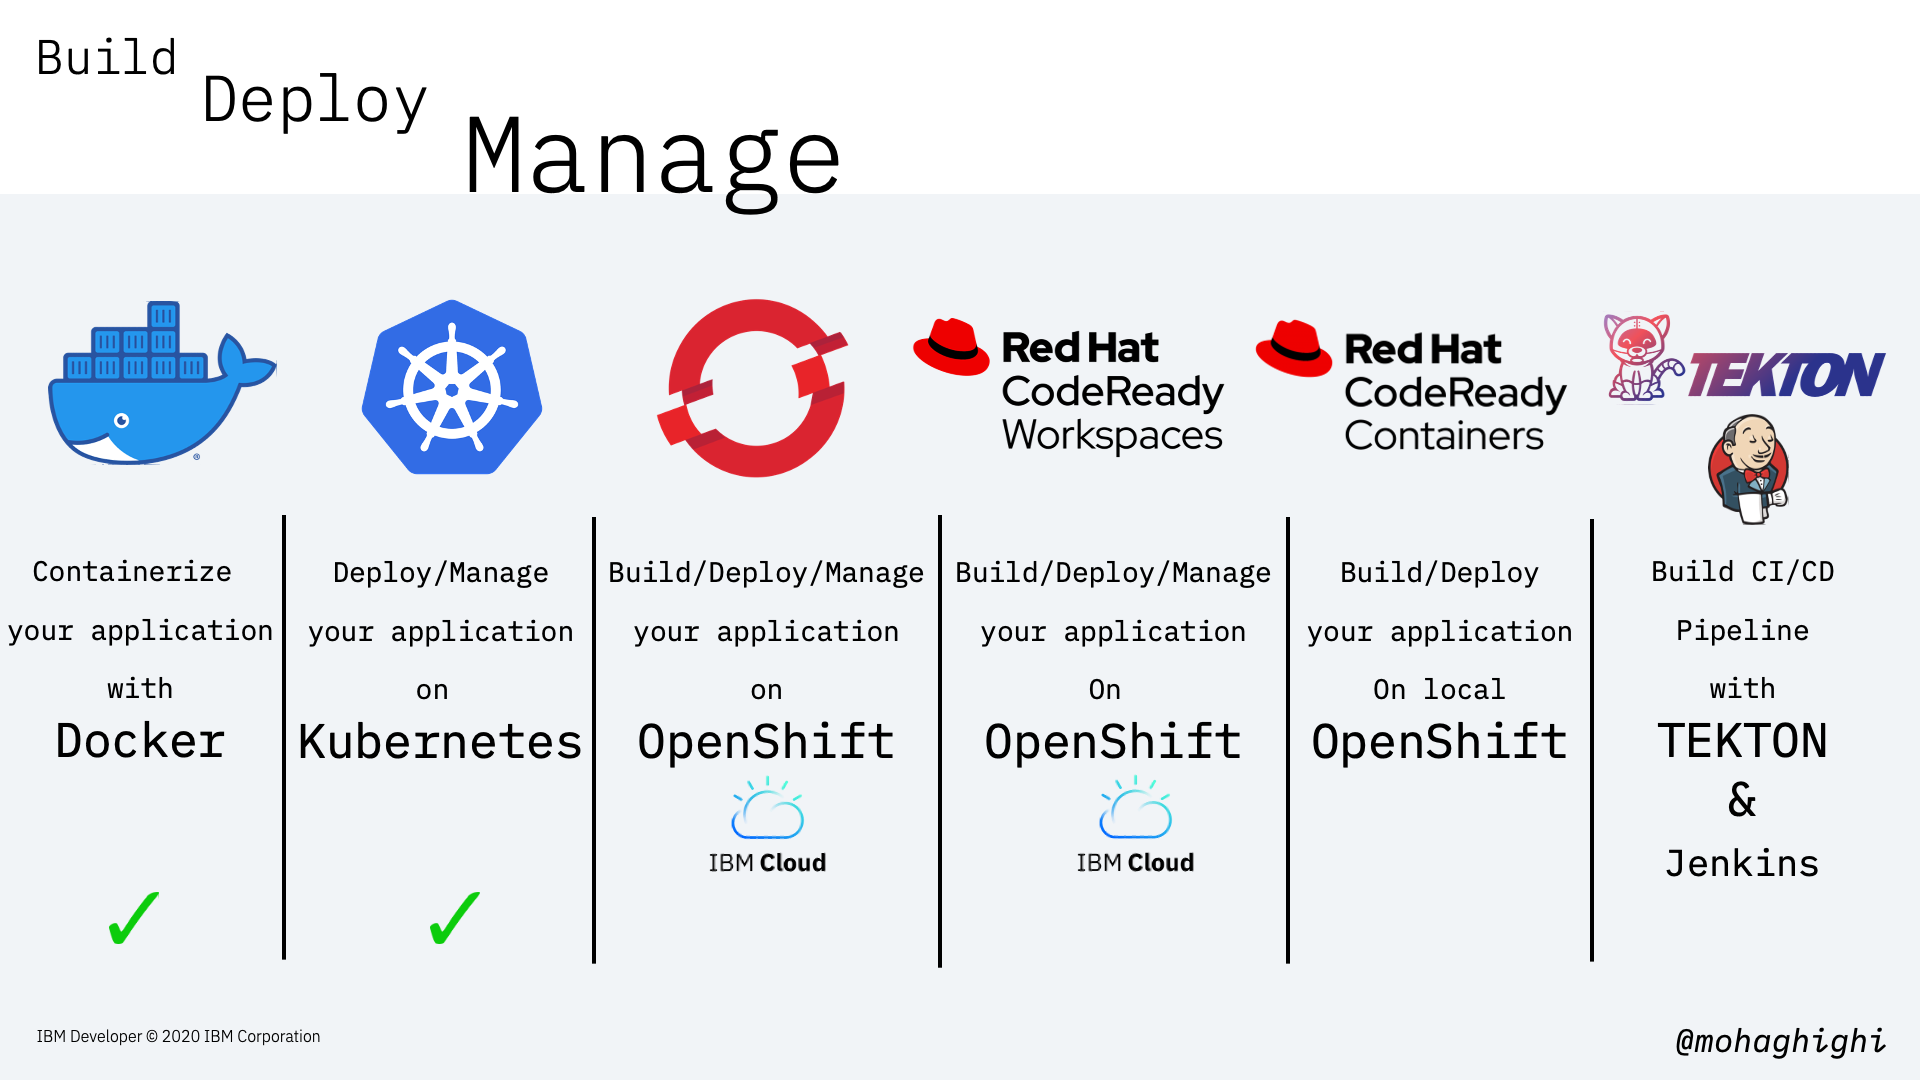 Build
Deploy
Manage
Red Hat
CodeReady
Workspaces
Red Hat
CodeReady
Containers
TEKTON
®
Containerize
your application
with
Docker
Deploy/Manage
your application
on
Kubernetes
Build/Deploy/Manage
your application
on
OpenShift
IBM Cloud
Build/Deploy/Manage
your application
On
OpenShift
IBM Cloud
Build/Deploy
your application
On local
OpenShift
Build CI/CD
Pipeline
with
TEKTON
&
Jenkins
IBM Developer © 2020 IBM Corporation
@mohaghighi